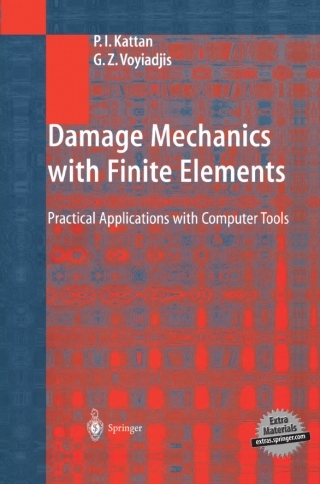 P. I. Kattan
G. Z. Voyiadjis
Damage Mechanics
with Finite Elements
Practical Applications with Computer Tools
Springer
Extra
Materials
extras.springer.com